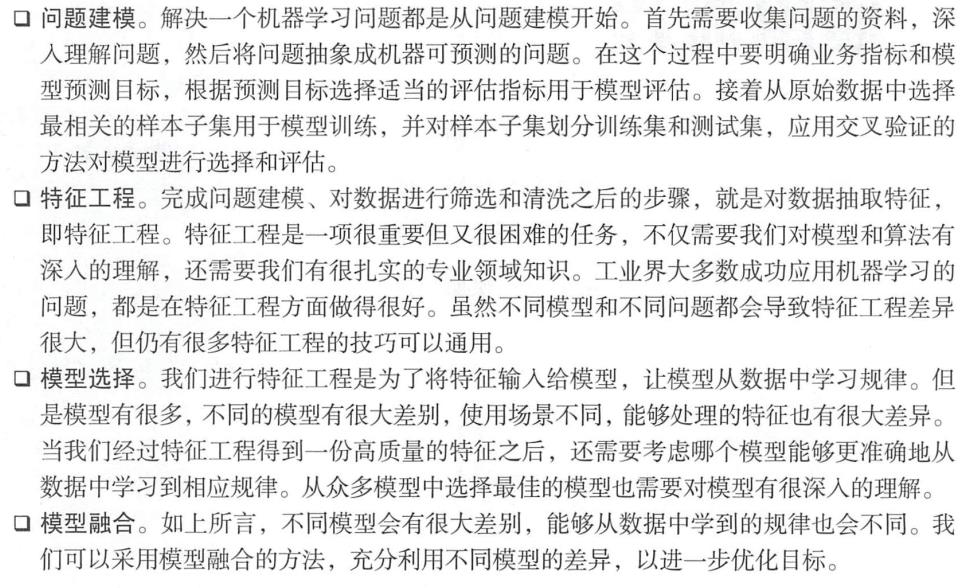 ❑ 问题建模。解决一个机器学习问题都是从问题建模开始。首先需要收集问题的资料，深
入理解问题，然后将问题抽象成机器可预测的问题。在这个过程中要明确业务指标和模
型预测目标，根据预测目标选择适当的评估指标用于模型评估。接着从原始数据中选择
最相关的样本子集用于模型训练，并对样本子集划分训练集和测试集，应用交叉验证的
方法对模型进行选择和评估。
❑ 特征工程。完成问题建模、对数据进行筛选和清洗之后的步骤，就是对数据抽取特征，
即特征工程。特征工程是一项很重要但又很困难的任务，不仅需要我们对模型和算法有
深入的理解，还需要我们有很扎实的专业领域知识。工业界大多数成功应用机器学习的
问题，都是在特征工程方面做得很好。虽然不同模型和不同问题都会导致特征工程差异
很大，但仍有很多特征工程的技巧可以通用。
❑ 模型选择。我们进行特征工程是为了将特征输入给模型，让模型从数据中学习规律。但
是模型有很多，不同的模型有很大差别，使用场景不同，能够处理的特征也有很大差异。
当我们经过特征工程得到一份高质量的特征之后，还需要考虑哪个模型能够更准确地从
数据中学习到相应规律。从众多模型中选择最佳的模型也需要对模型有很深入的理解。
❑ 模型融合。如上所言，不同模型会有很大差别，能够从数据中学到的规律也会不同。我
们可以采用模型融合的方法，充分利用不同模型的差异，以进一步优化目标。